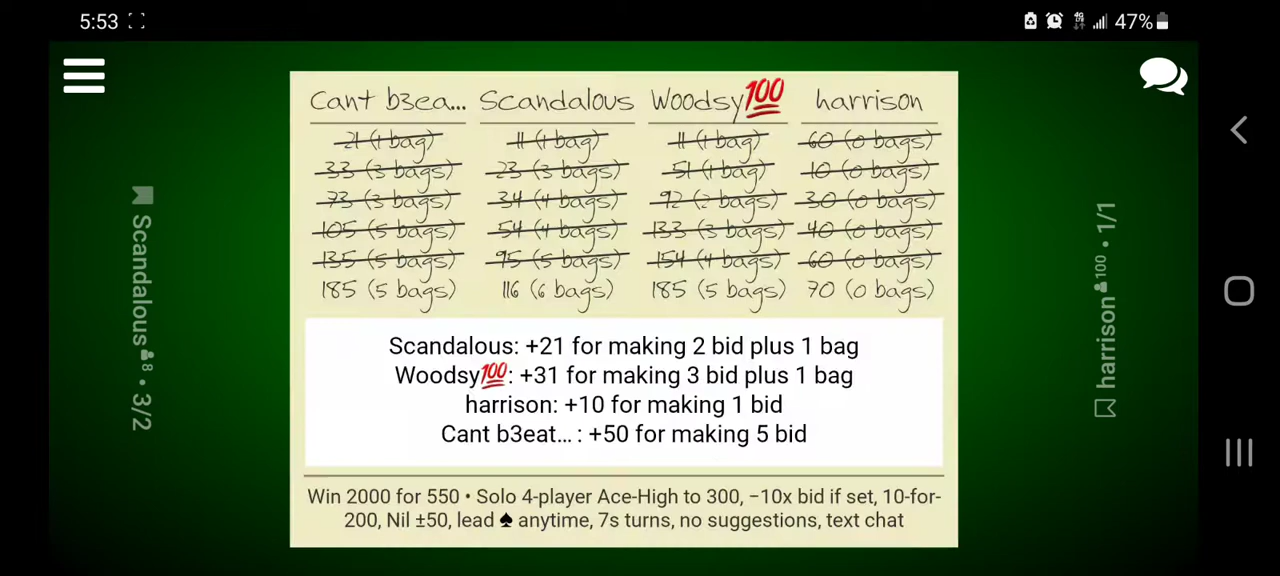 5:53 47%
Cant b3ea... Scandalous Woodsy💯 harrison
21 (1 bag) 11 (1 bag) 11 (1 bag) 60 (0 bags)
33 (3 bags) 23 (3 bags) 51 (1 bag) 10 (0 bags)
73 (3 bags) 34 (4 bags) 92 (2 bags) 30 (0 bags)
105 (5 bags) 54 (4 bags) 133 (3 bags) 40 (0 bags)
135 (5 bags) 95 (5 bags) 154 (4 bags) 60 (0 bags)
185 (5 bags) 116 (6 bags) 185 (5 bags) 70 (0 bags)
Scandalous: +21 for making 2 bid plus 1 bag
Woodsy💯: +31 for making 3 bid plus 1 bag
harrison: +10 for making 1 bid
Cant b3eat... : +50 for making 5 bid
Win 2000 for 550 • Solo 4-player Ace-High to 300, −10x bid if set, 10-for-
200, Nil ±50, lead ♠ anytime, 7s turns, no suggestions, text chat
Scandalous 8 • 3/2
harrison 100 • 1/1